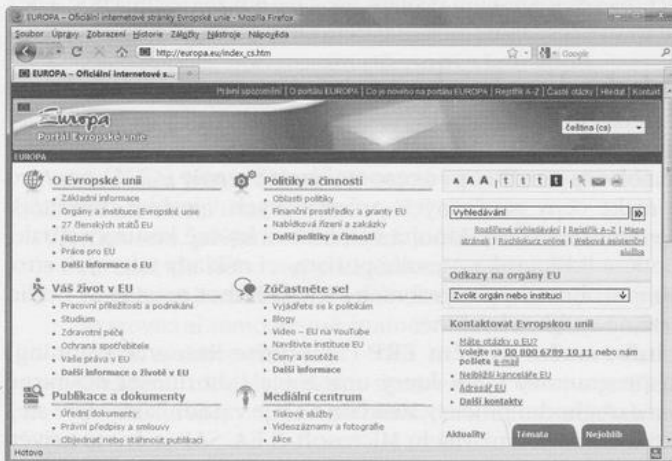 EUROPA – Oficiální internetové stránky Evropské unie - Mozilla Firefox
Soubor Úpravy Zobrazení Historie Záložky Nástroje Nápověda
http://europa.eu/index_cs.htm
Google
EUROPA – Oficiální internetové s...
Právní upozornění | O portálu EUROPA | Co je nového na portálu EUROPA | Rejstřík A-Z | Časté otázky | Hledat | Kontakt
Europa
Portál Evropské unie
čeština (cs)
EUROPA
O Evropské unii
Základní informace
Orgány a instituce Evropské unie
27 členských států EU
Historie
Práce pro EU
Další informace o EU
Politiky a činnosti
Oblasti politiky
Finanční prostředky a granty EU
Nabídková řízení a zakázky
Další politiky a činnosti
A A A | t t t t
Vyhledávání
Rozšířené vyhledávání | Rejstřík A-Z | Mapa
stránek | Rychlokurz online | Webová asistenční
služba
Odkazy na orgány EU
Zvolit orgán nebo instituci
Váš život v EU
Pracovní příležitosti a podnikání
Studium
Zdravotní péče
Ochrana spotřebitele
Vaše práva v EU
Další informace o životě v EU
Zúčastněte se!
Vyjádřete se k politikám
Blogy
Video – EU na YouTube
Navštivte instituce EU
Ceny a soutěže
Další informace
Kontaktovat Evropskou unii
Máte otázky o EU?
Volejte na 00 800 6789 10 11 nebo nám
pošlete e-mail
Nejbližší kanceláře EU
Adresář EU
Další kontakty
Publikace a dokumenty
Úřední dokumenty
Právní předpisy a smlouvy
Objednat nebo stáhnout publikaci
Mediální centrum
Tiskové služby
Videozáznamy a fotografie
Akce
Aktuality Témata Nejoblíb
Hotovo